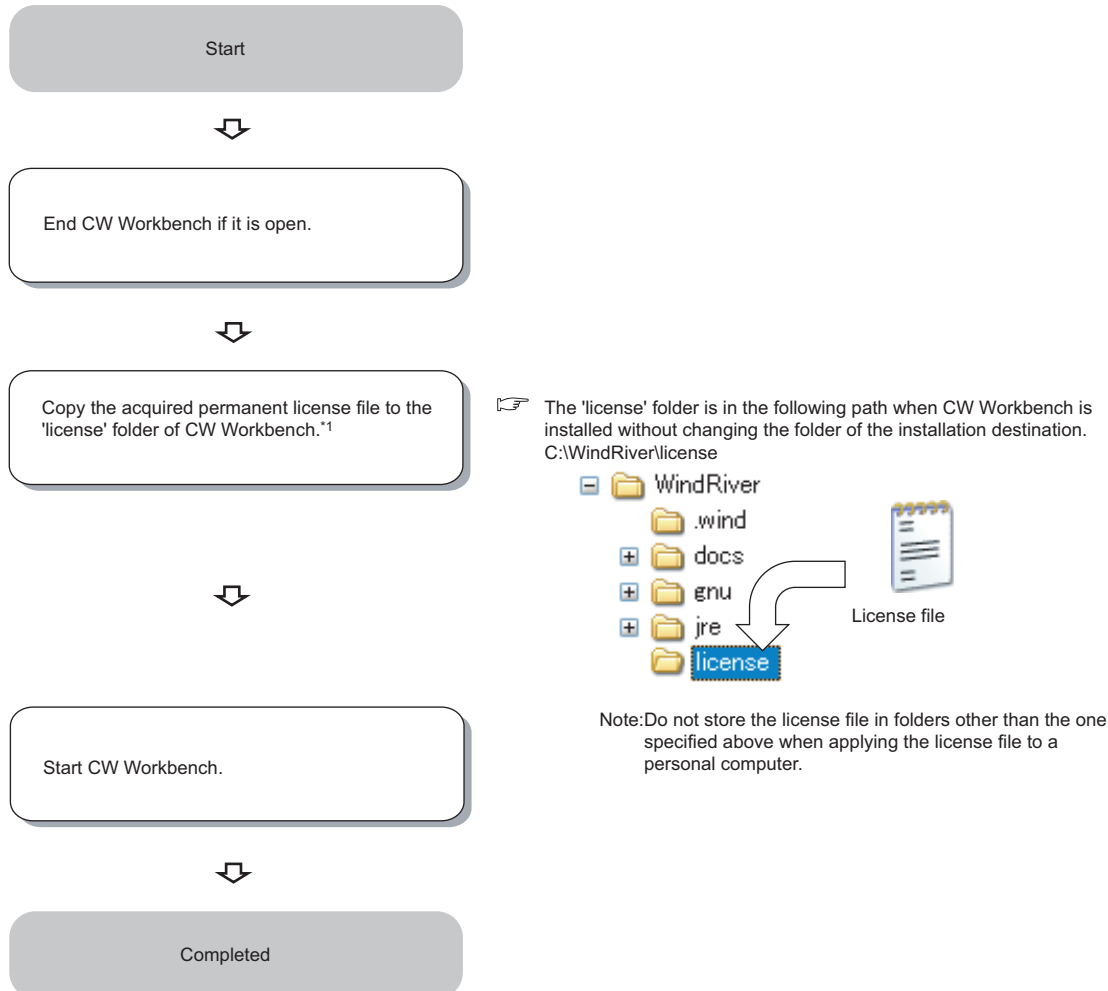 Start
End CW Workbench if it is open.
Copy the acquired permanent license file to the
'license' folder of CW Workbench.*1
The 'license' folder is in the following path when CW Workbench is
installed without changing the folder of the installation destination.
C:\WindRiver\license
WindRiver
.wind
docs
gnu
jre
license
License file
Note:Do not store the license file in folders other than the one
specified above when applying the license file to a
personal computer.
Start CW Workbench.
Completed